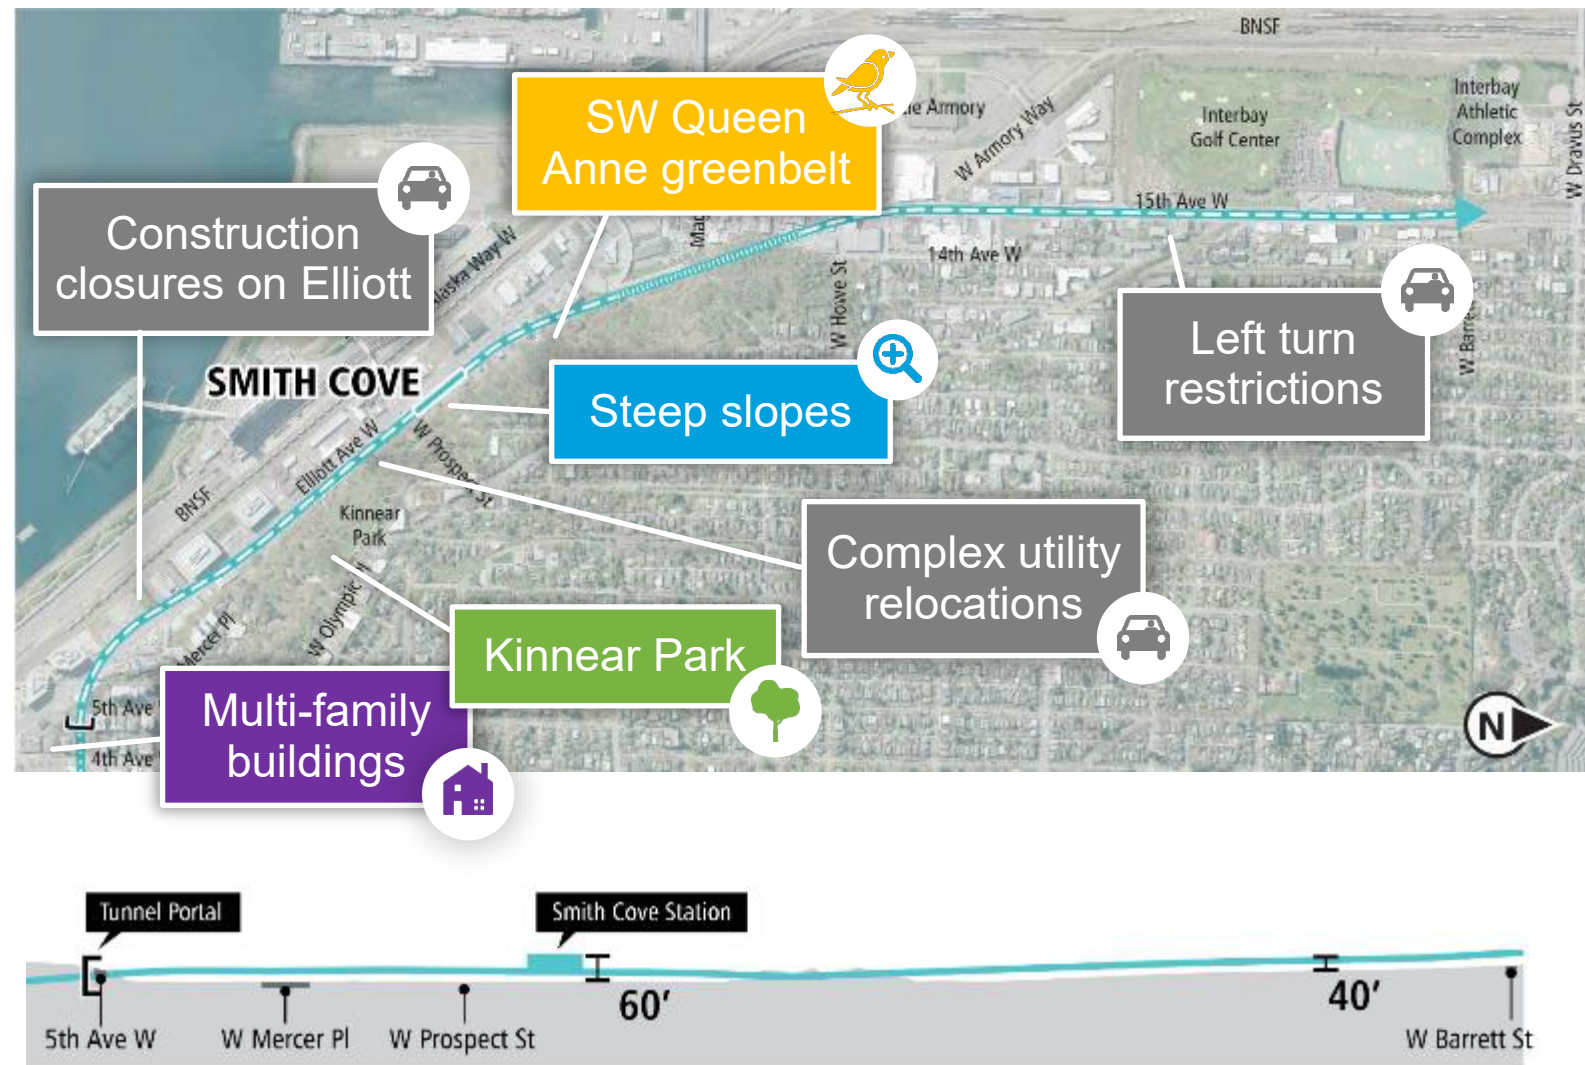 BNSF
Interbay
Athletic
Complex
W Dravus St
SW Queen
Anne greenbelt
Armory
W Armory Way
Interbay
Golf Center
Construction
closures on Elliott
15th Ave W
14th Ave W
W Howe St
Left turn
restrictions
W Barrett
SMITH COVE
Steep slopes
Elliott Ave W
W Prospect St
BNSF
Kinnear
Park
Complex utility
relocations
W Olympic Pl
Mercer Pl
Kinnear Park
Multi-family
buildings
5th Ave
4th Ave
N
Tunnel Portal
Smith Cove Station
60’
40’
5th Ave W
W Mercer Pl
W Prospect St
W Barrett St